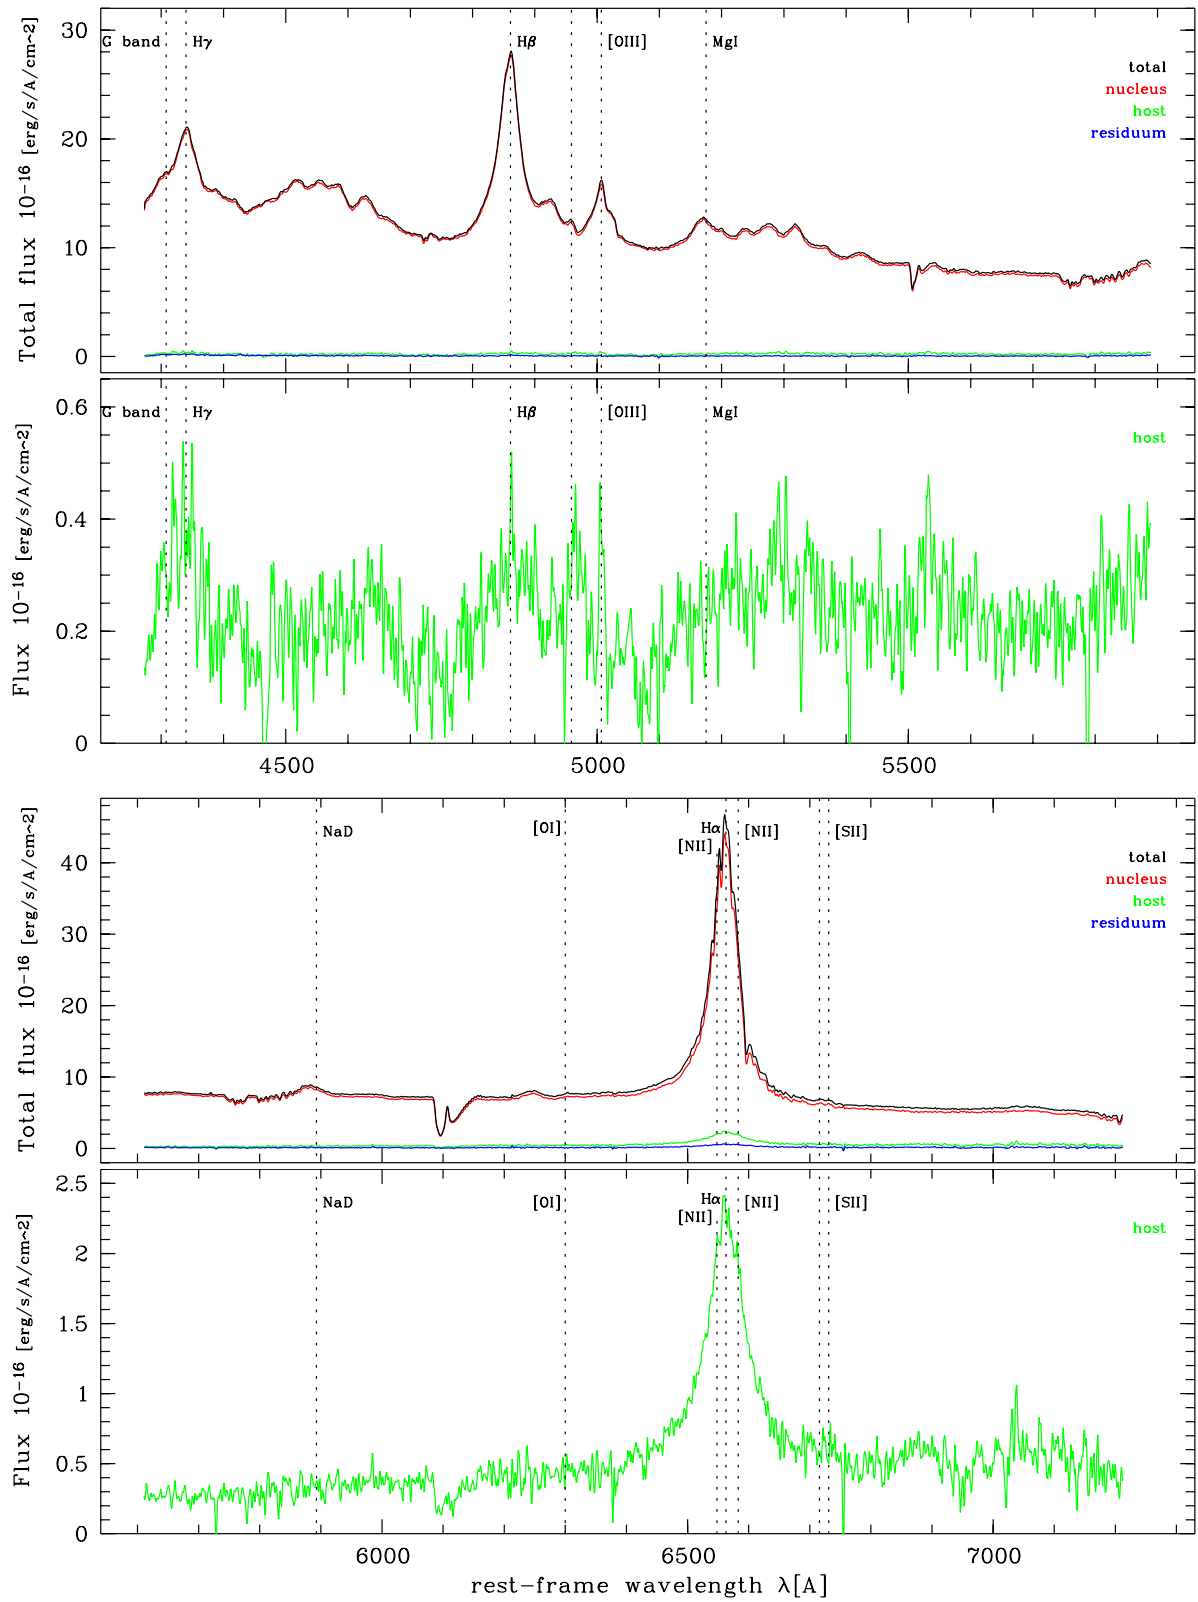 30
20
10
0
Total flux 10-16 [erg/s/A/cm~2]
G band
Hγ
Hβ
[OIII]
MgI
total
nucleus
host
residuum
0.6
0.4
0.2
0
Flux 10-16 [erg/s/A/cm~2]
G band
Hγ
Hβ
[OIII]
MgI
host
4500
5000
5500
40
30
20
10
0
Total flux 10-16 [erg/s/A/cm~2]
NaD
[OI]
Hα
[NII]
[NII]
[SII]
total
nucleus
host
residuum
2.5
2
1.5
1
0.5
0
Flux 10-16 [erg/s/A/cm~2]
NaD
[OI]
Hα
[NII]
[NII]
[SII]
host
6000
6500
7000
rest-frame wavelength λ[A]